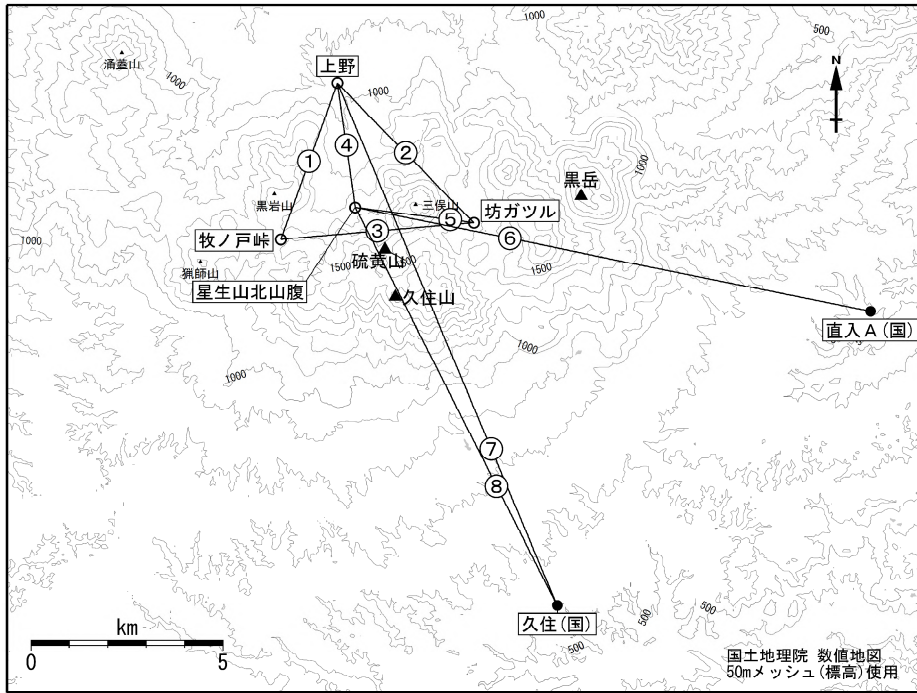 1000
500
涌蓋山
1000
上野
1000
N
④
②
①
1000
黒岳
黒岩山
三俣山
坊ガツル
⑤
③
⑥
1000
牧ノ戸峠
硫黄山
1500
1500
1500
猟師山
星生山北山腹
久住山
直入A(国)
1000
1000
⑦
⑧
久住(国)
500
500
500
km
0 5
国土地理院 数値地図
50mメッシュ(標高)使用